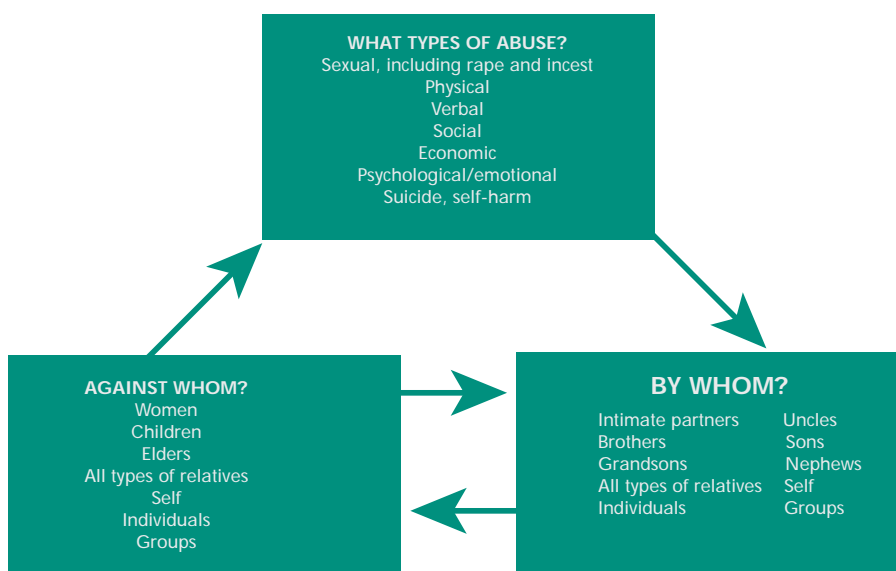 WHAT TYPES OF ABUSE?
Sexual, including rape and incest
Physical
Verbal
Social
Economic
Psychological/emotional
Suicide, self-harm
AGAINST WHOM?
Women
Children
Elders
All types of relatives
Self
Individuals
Groups
BY WHOM?
Intimate partners
Brothers
Grandsons
All types of relatives
Individuals
Uncles
Sons
Nephews
Self
Groups